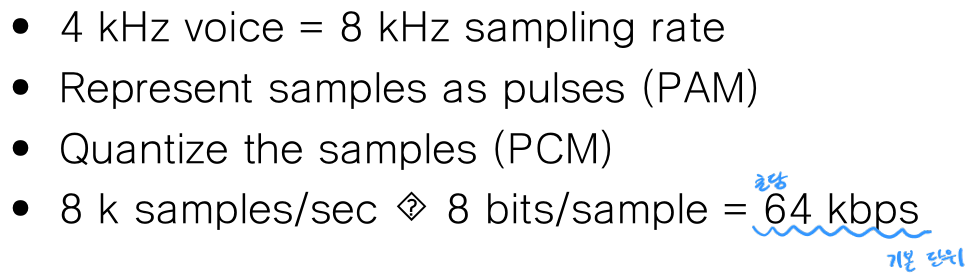 • 4 kHz voice = 8 kHz sampling rate
• Represent samples as pulses (PAM)
• Quantize the samples (PCM)
초당
• 8 k samples/sec � 8 bits/sample = 64 kbps
기본 단위